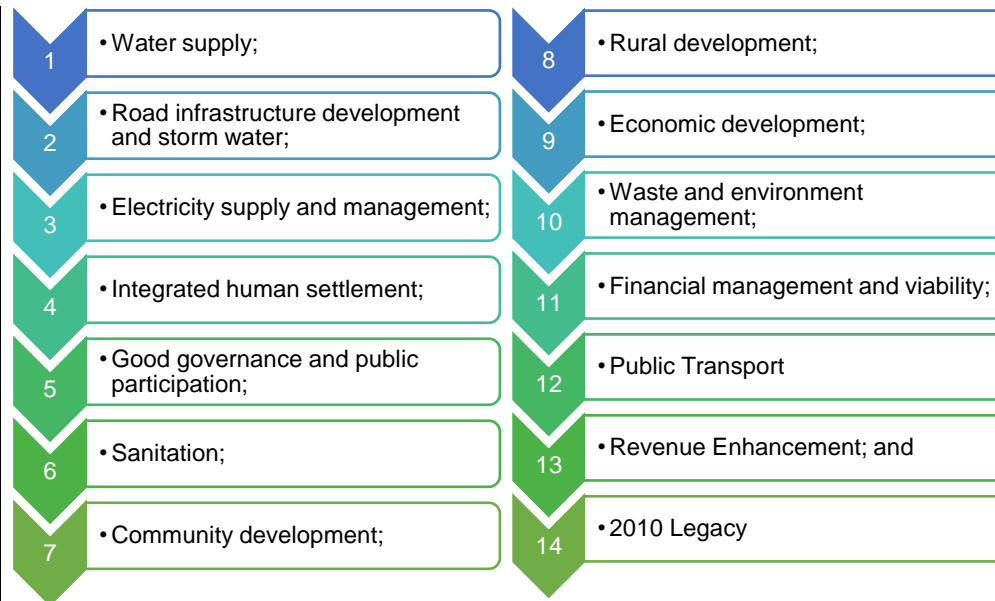 1
• Water supply;
2
• Road infrastructure development
and storm water;
3
• Electricity supply and management;
4
• Integrated human settlement;
5
• Good governance and public
participation;
6
• Sanitation;
7
• Community development;
8
• Rural development;
9
• Economic development;
10
• Waste and environment
management;
11
• Financial management and viability;
12
• Public Transport
13
• Revenue Enhancement; and
14
• 2010 Legacy